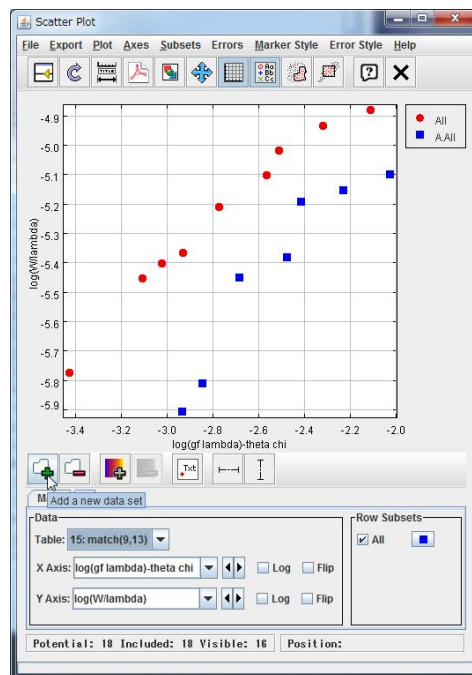 Scatter Plot
File Export Plot Axes Subsets Errors Marker Style Error Style Help
-4.9
-5.0
-5.1
-5.2
-5.3
-5.4
-5.5
-5.6
-5.7
-5.8
-5.9
log(W/lambda)
-3.4 -3.2 -3.0 -2.8 -2.6 -2.4 -2.2 -2.0
log(gf lambda)-theta chi
All
A.All
Txt
Add a new data set
Data
Table: 15: match(9,13)
X Axis: log(gf lambda)-theta chi Log Flip
Y Axis: log(W/lambda) Log Flip
Row Subsets
All
Potential: 18 Included: 18 Visible: 16 Position: